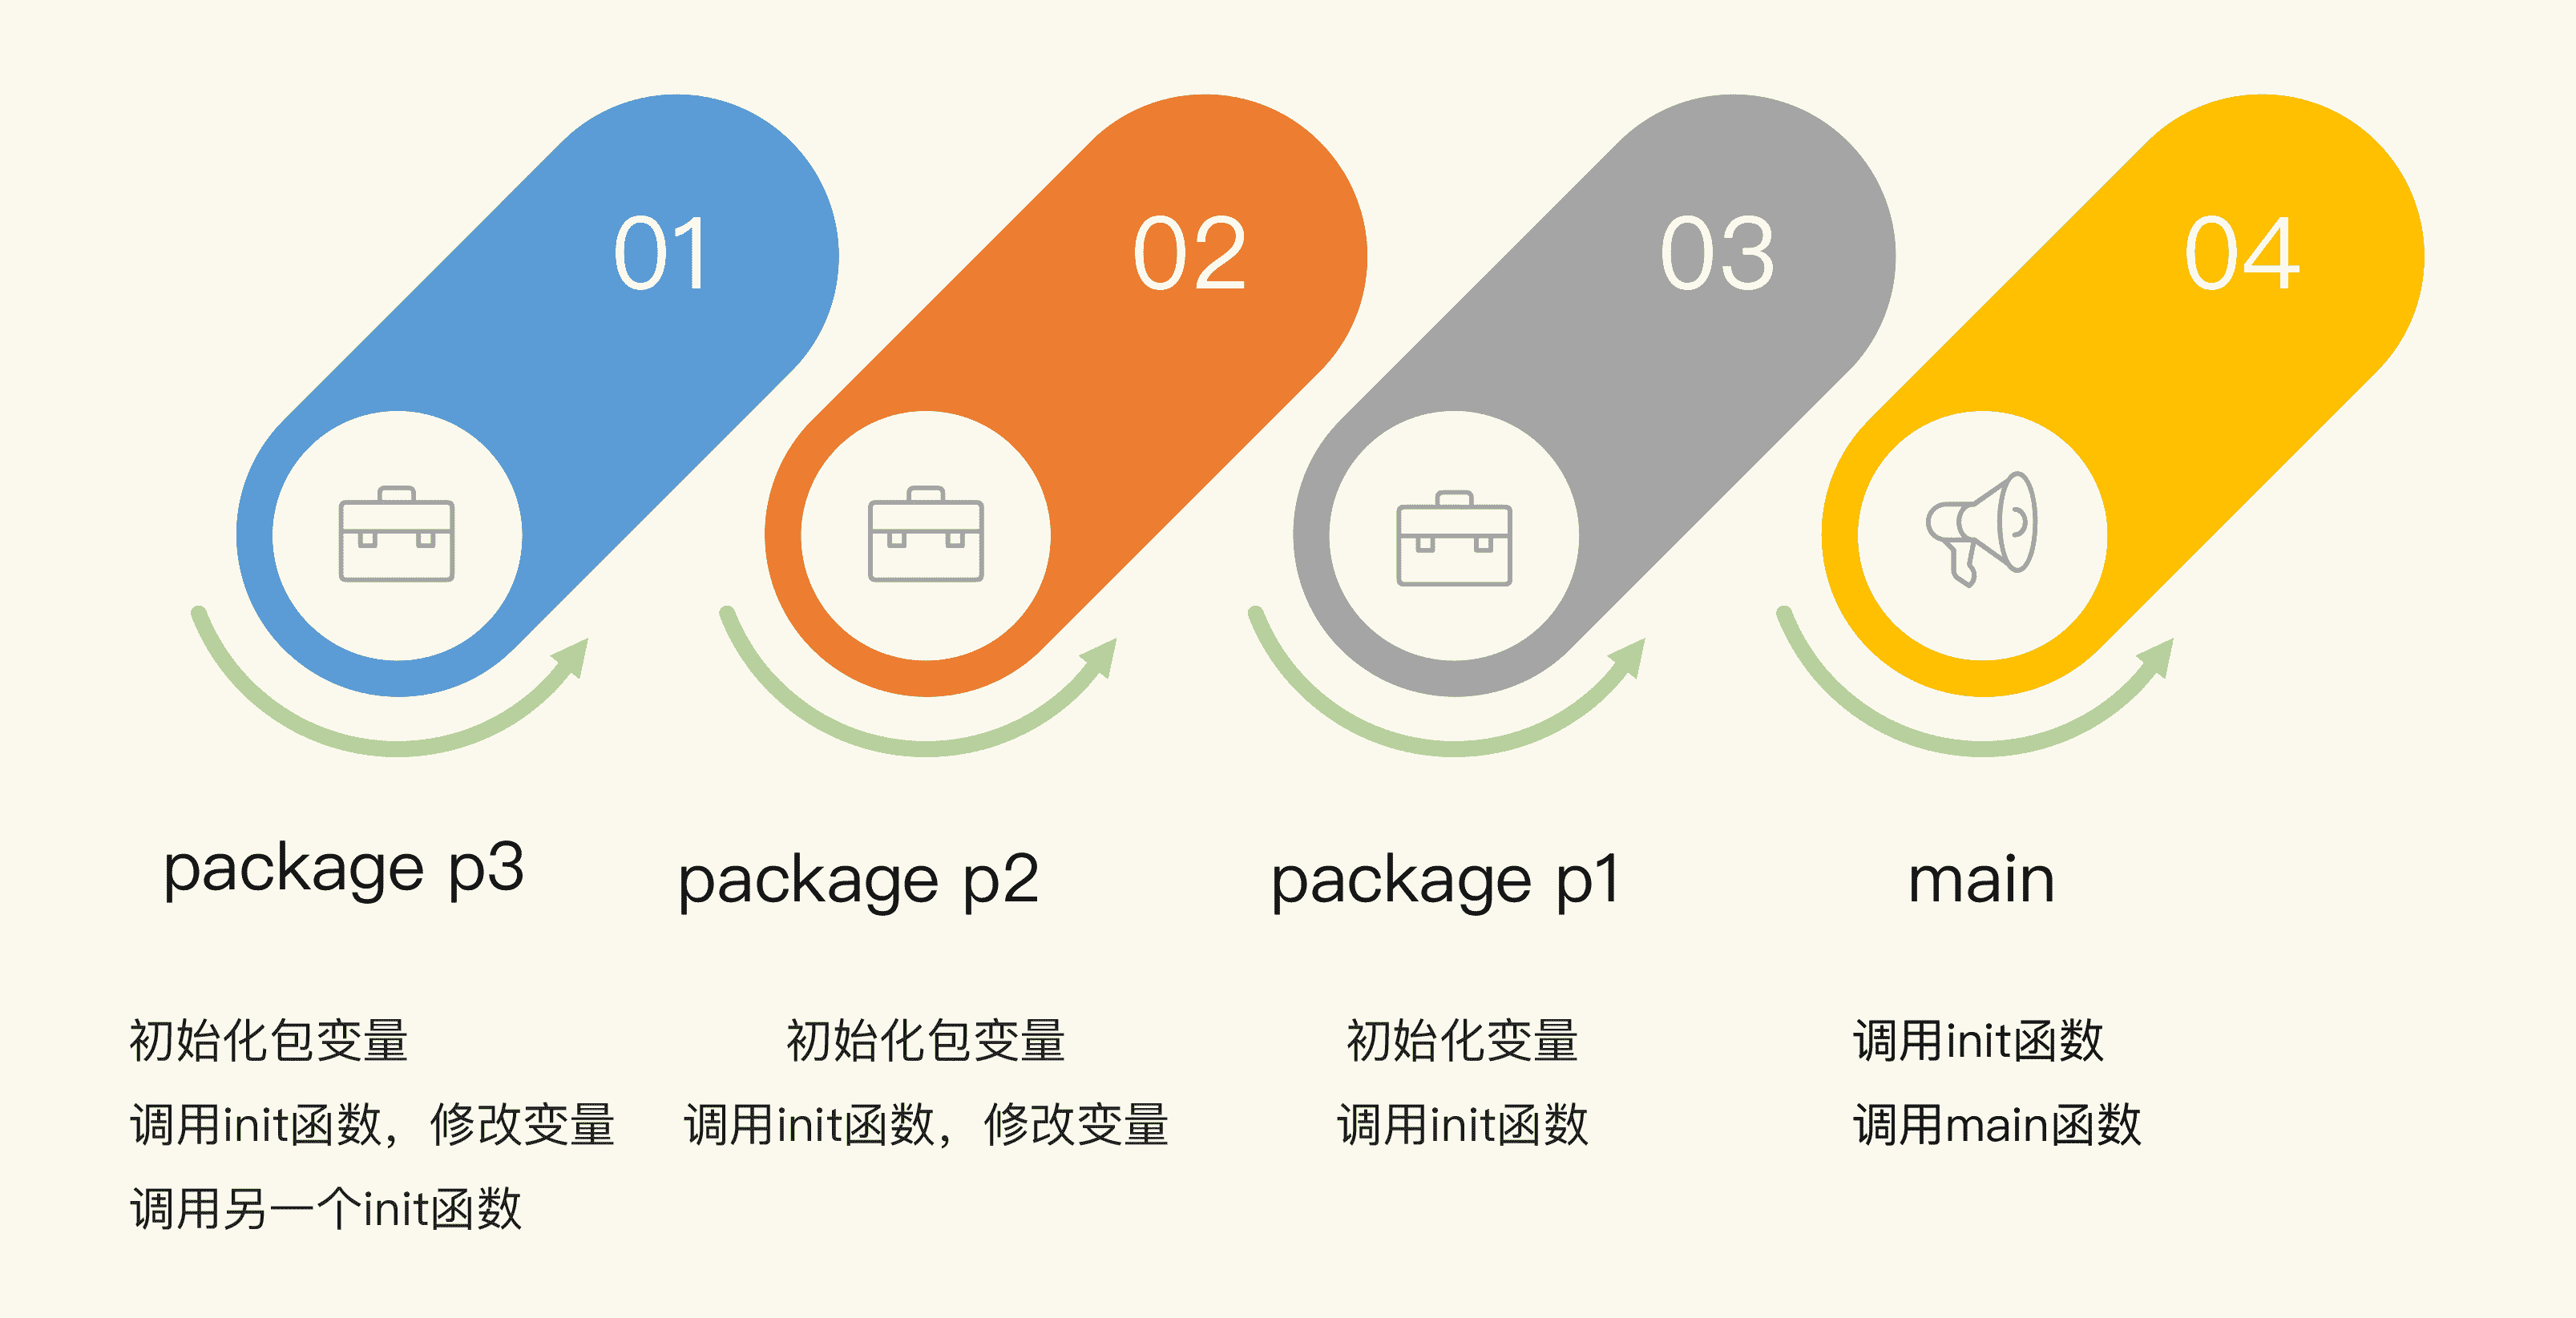 01
02
03
04
package p3
package p2
package p1
main
初始化包变量
调用init函数，修改变量
调用另一个init函数
初始化包变量
调用init函数，修改变量
初始化变量
调用init函数
调用init函数
调用main函数